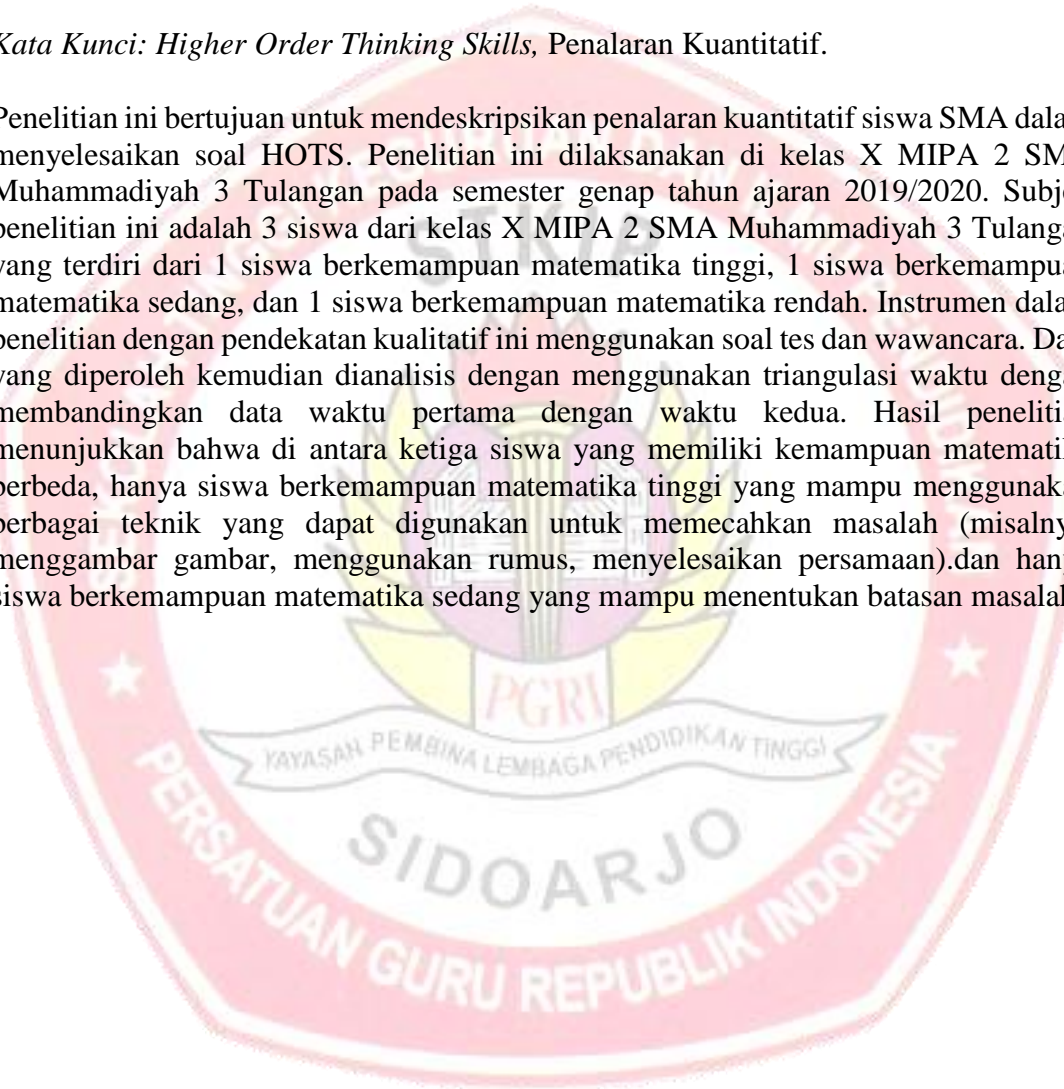 Kata Kunci: Higher Order Thinking Skills, Penalaran Kuantitatif.
Penelitian ini bertujuan untuk mendeskripsikan penalaran kuantitatif siswa SMA dala
menyelesaikan soal HOTS. Penelitian ini dilaksanakan di kelas X MIPA 2 SM
Muhammadiyah 3 Tulangan pada semester genap tahun ajaran 2019/2020. Subje
penelitian ini adalah 3 siswa dari kelas X MIPA 2 SMA Muhammadiyah 3 Tulanga
yang terdiri dari 1 siswa berkemampuan matematika tinggi, 1 siswa berkemampua
matematika sedang, dan 1 siswa berkemampuan matematika rendah. Instrumen dala
penelitian dengan pendekatan kualitatif ini menggunakan soal tes dan wawancara. Da
yang diperoleh kemudian dianalisis dengan menggunakan triangulasi waktu denga
membandingkan data waktu pertama dengan waktu kedua. Hasil peneliti
menunjukkan bahwa di antara ketiga siswa yang memiliki kemampuan matemati
berbeda, hanya siswa berkemampuan matematika tinggi yang mampu menggunak
berbagai teknik yang dapat digunakan untuk memecahkan masalah (misalny
menggambar gambar, menggunakan rumus, menyelesaikan persamaan).dan han
siswa berkemampuan matematika sedang yang mampu menentukan batasan masala
STKIP
PGRI
YAYASAN PEMBINA LEMBAGA PENDIDIKAN TINGGI
SIDOARJO
PERSATUAN GURU REPUBLIK INDONESIA